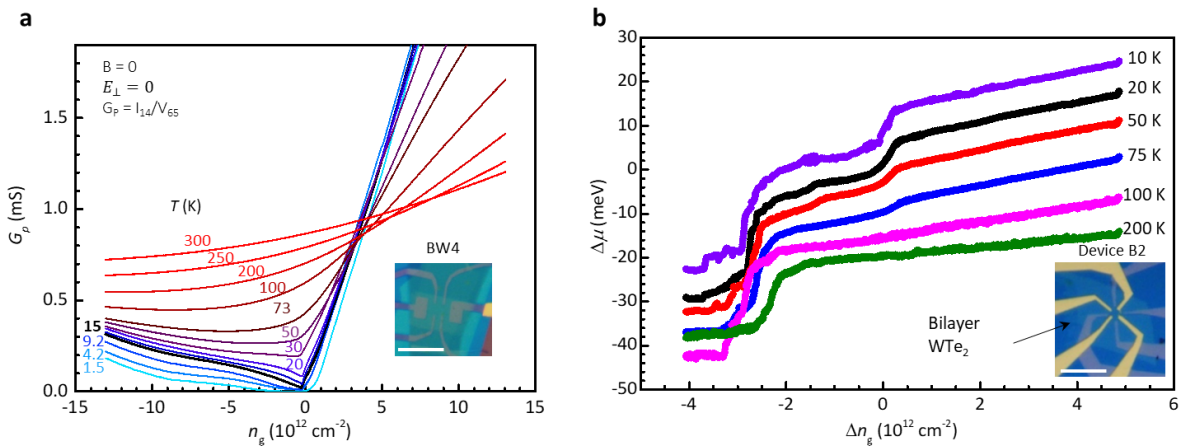 a
B = 0
E⊥ = 0
G_P = I_14/V_65
T (K)
300
250
200
100
73
50
30
20
15
9.2
4.2
1.5
BW4
1.5
1.0
0.5
0.0
-15
-10
-5
0
5
10
15
G_p (mS)
n_g (10^12 cm^-2)
b
30
20
10
0
-10
-20
-30
-40
-50
-4
-2
0
2
4
6
Δμ (meV)
Δn_g (10^12 cm^-2)
10 K
20 K
50 K
75 K
100 K
200 K
Device B2
Bilayer
WTe_2